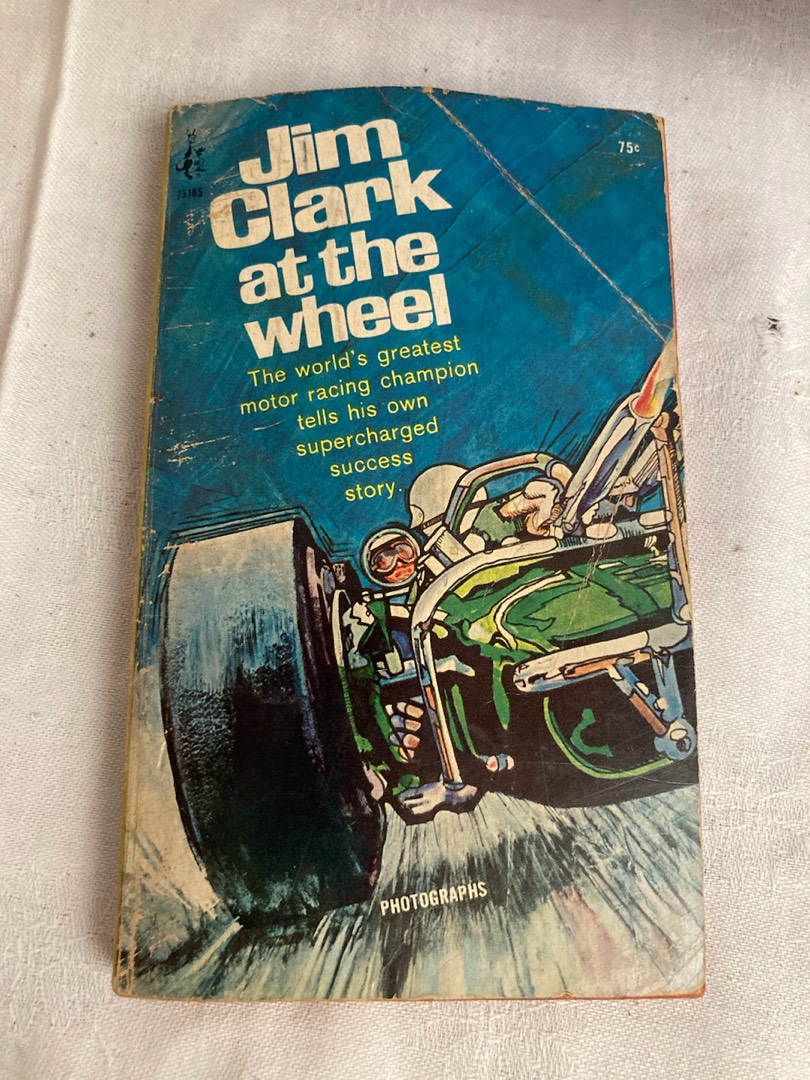 Jim
Clark
at the
wheel
75¢
75165
The world's greatest
motor racing champion
tells his own
supercharged
success
story.
PHOTOGRAPHS